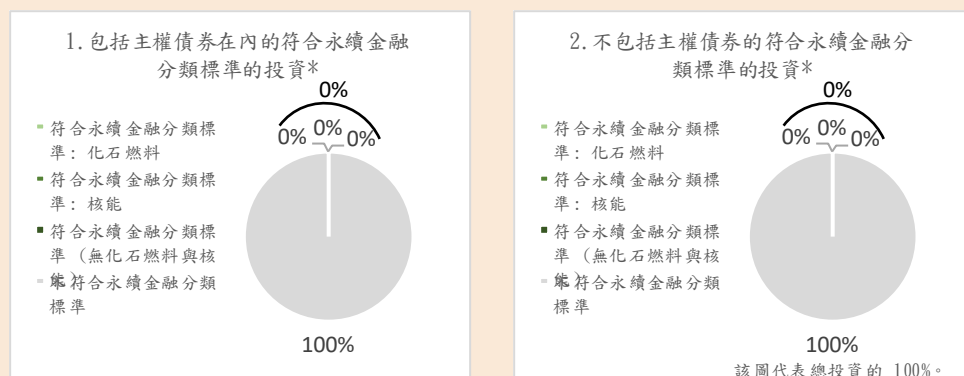 1.包括主權債券在內的符合永續金融
分類標準的投資*
0%
0% 0% 0%
符合永續金融分類標
準：化石燃料
符合永續金融分類標
準：核能
符合永續金融分類標
準（無化石燃料與核
能）
未符合永續金融分類
標準
100%
2.不包括主權債券的符合永續金融分
類標準的投資*
0%
0% 0% 0%
符合永續金融分類標
準：化石燃料
符合永續金融分類標
準：核能
符合永續金融分類標
準（無化石燃料與核
能）
未符合永續金融分類
標準
100%
該圖代表總投資的 100%。